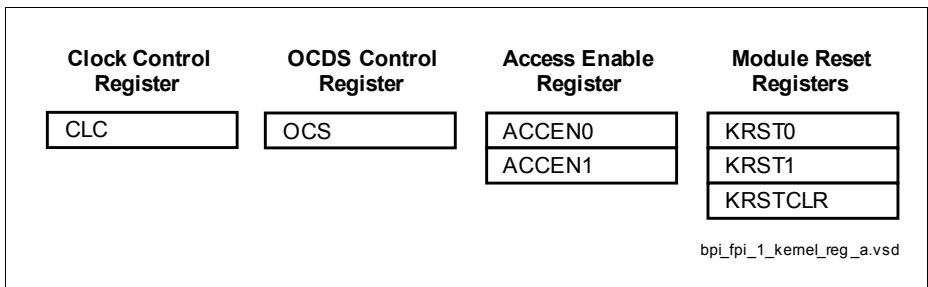 Clock Control
Register
CLC
OCDS Control
Register
OCS
Access Enable
Register
ACCEN0
ACCEN1
Module Reset
Registers
KRST0
KRST1
KRSTCLR
bpi_fpi_1_kernel_reg_a.vsd